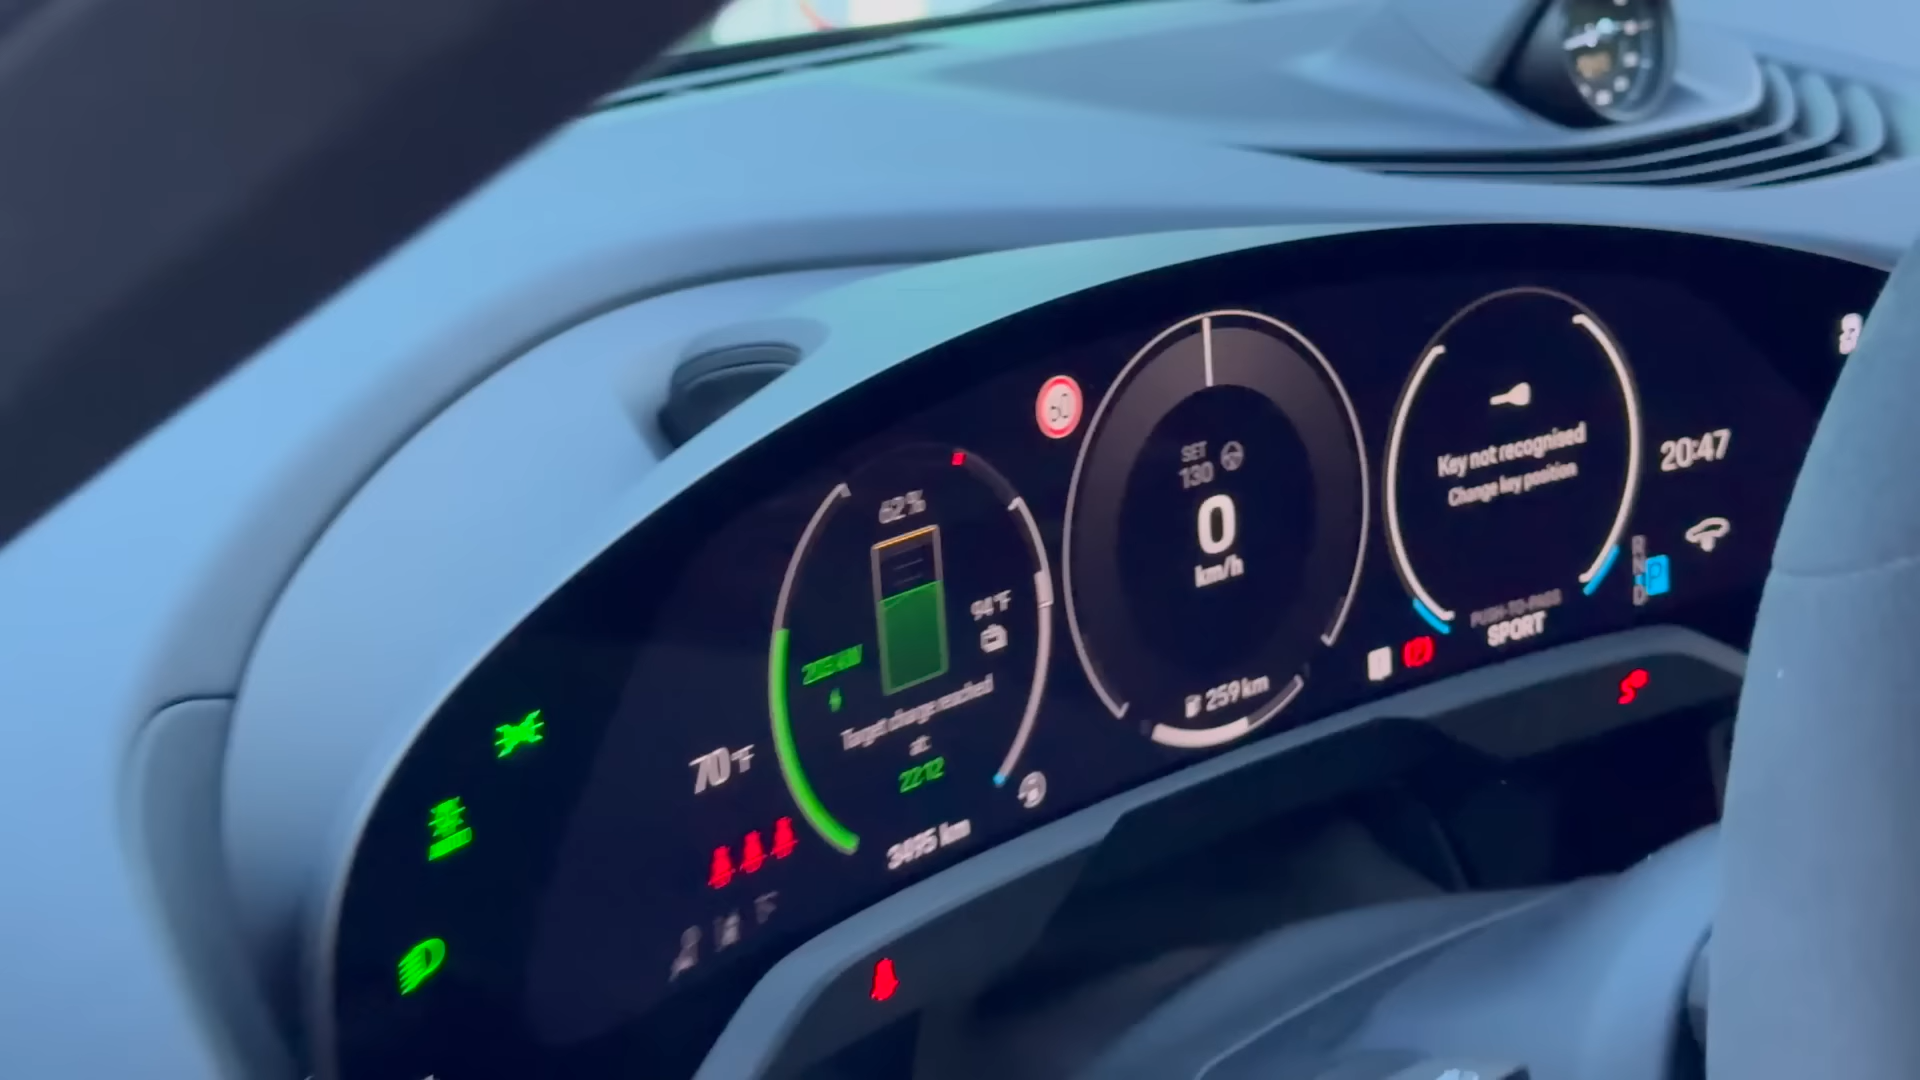 60
SET
130
0
km/h
259 km
62 %
94°F
Target charge reached
at:
22:12
70°F
3495 km
Key not recognised
Change key position
20:47
R
N
D
P
PUSH-TO-PASS
SPORT